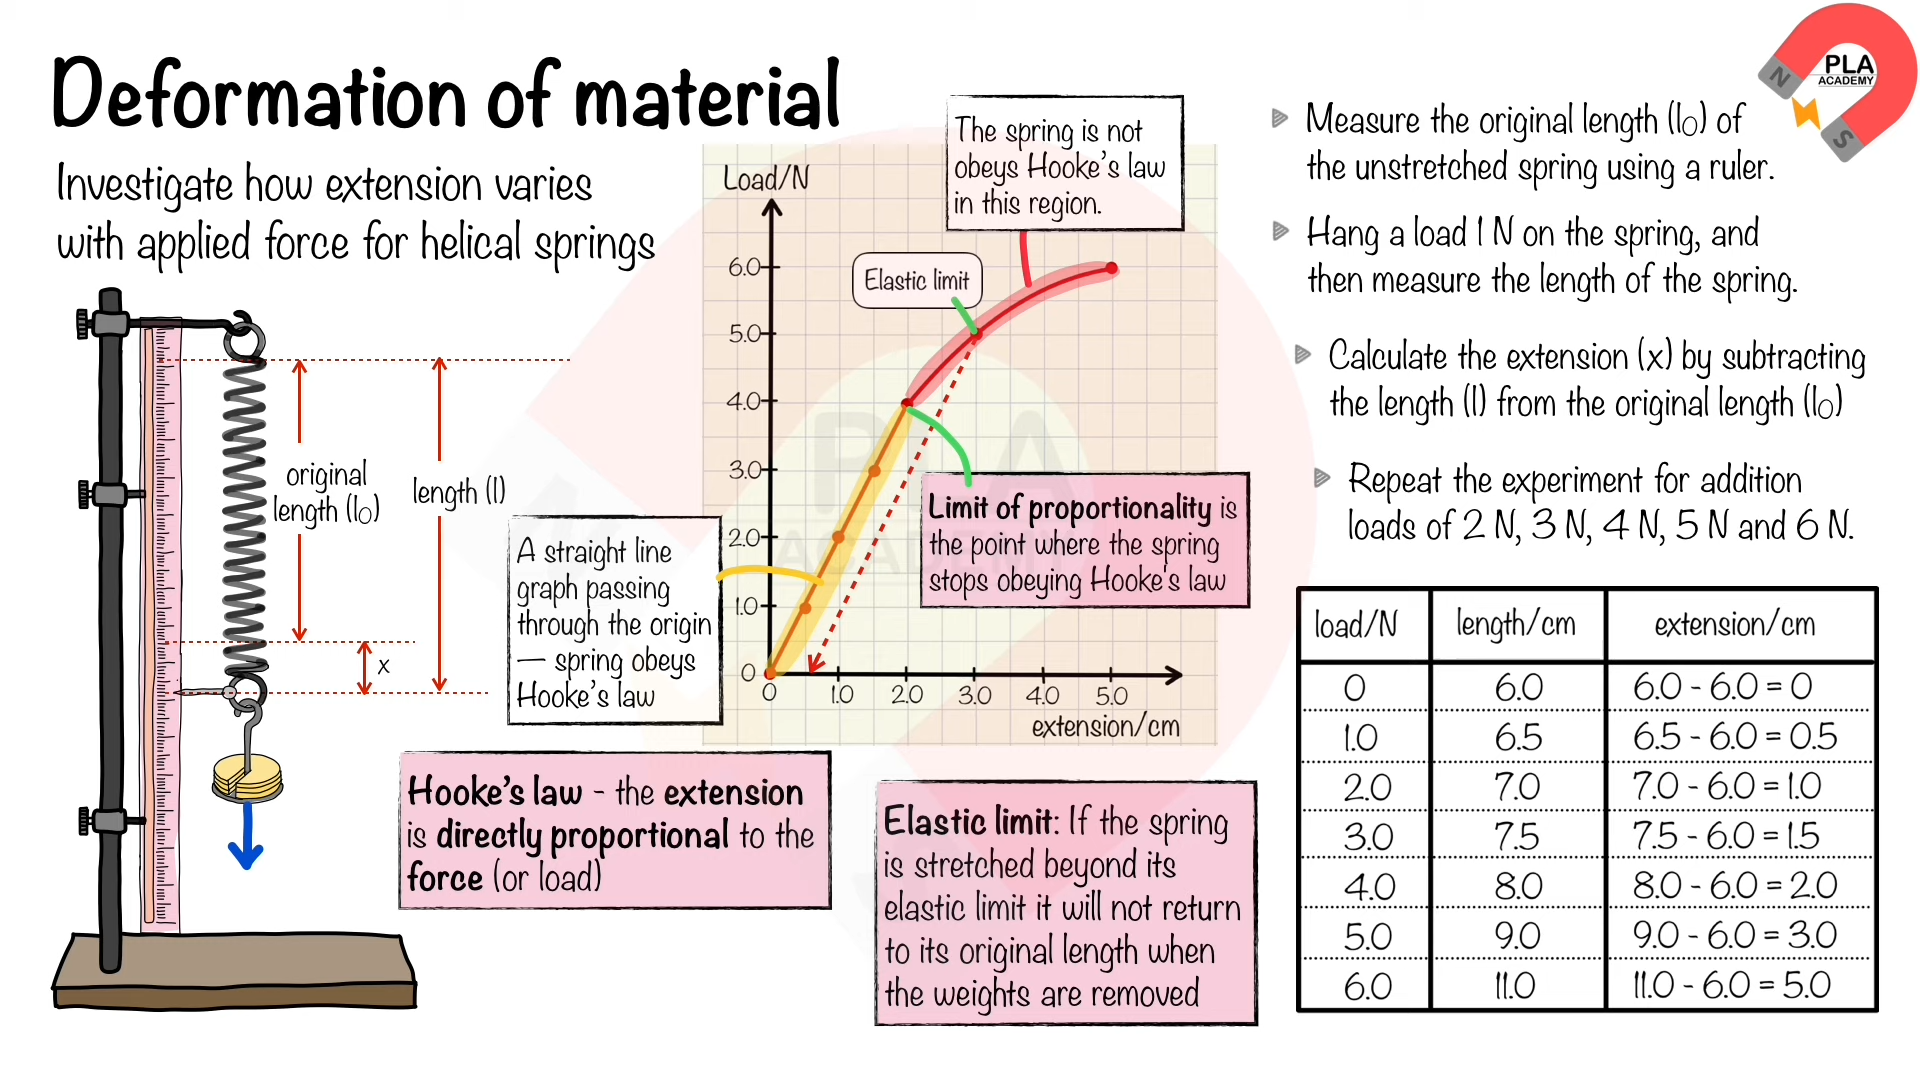 Deformation of material
Investigate how extension varies
with applied force for helical springs
original
length (l₀)
length (l)
x
Load/N
6.0
5.0
4.0
3.0
2.0
1.0
0
0 1.0 2.0 3.0 4.0 5.0
extension/cm
The spring is not
obeys Hooke's law
in this region.
Elastic limit
Limit of proportionality is
the point where the spring
stops obeying Hooke's law
A straight line
graph passing
through the origin
— spring obeys
Hooke's law
Hooke's law - the extension
is directly proportional to the
force (or load)
Elastic limit: If the spring
is stretched beyond its
elastic limit it will not return
to its original length when
the weights are removed
N
PLA
ACADEMY
S
Measure the original length (l₀) of
the unstretched spring using a ruler.
Hang a load 1 N on the spring, and
then measure the length of the spring.
Calculate the extension (x) by subtracting
the length (l) from the original length (l₀)
Repeat the experiment for addition
loads of 2 N, 3 N, 4 N, 5 N and 6 N.
load/N length/cm extension/cm
0 6.0 6.0 - 6.0 = 0
1.0 6.5 6.5 - 6.0 = 0.5
2.0 7.0 7.0 - 6.0 = 1.0
3.0 7.5 7.5 - 6.0 = 1.5
4.0 8.0 8.0 - 6.0 = 2.0
5.0 9.0 9.0 - 6.0 = 3.0
6.0 11.0 11.0 - 6.0 = 5.0
PLA
ACADEMY